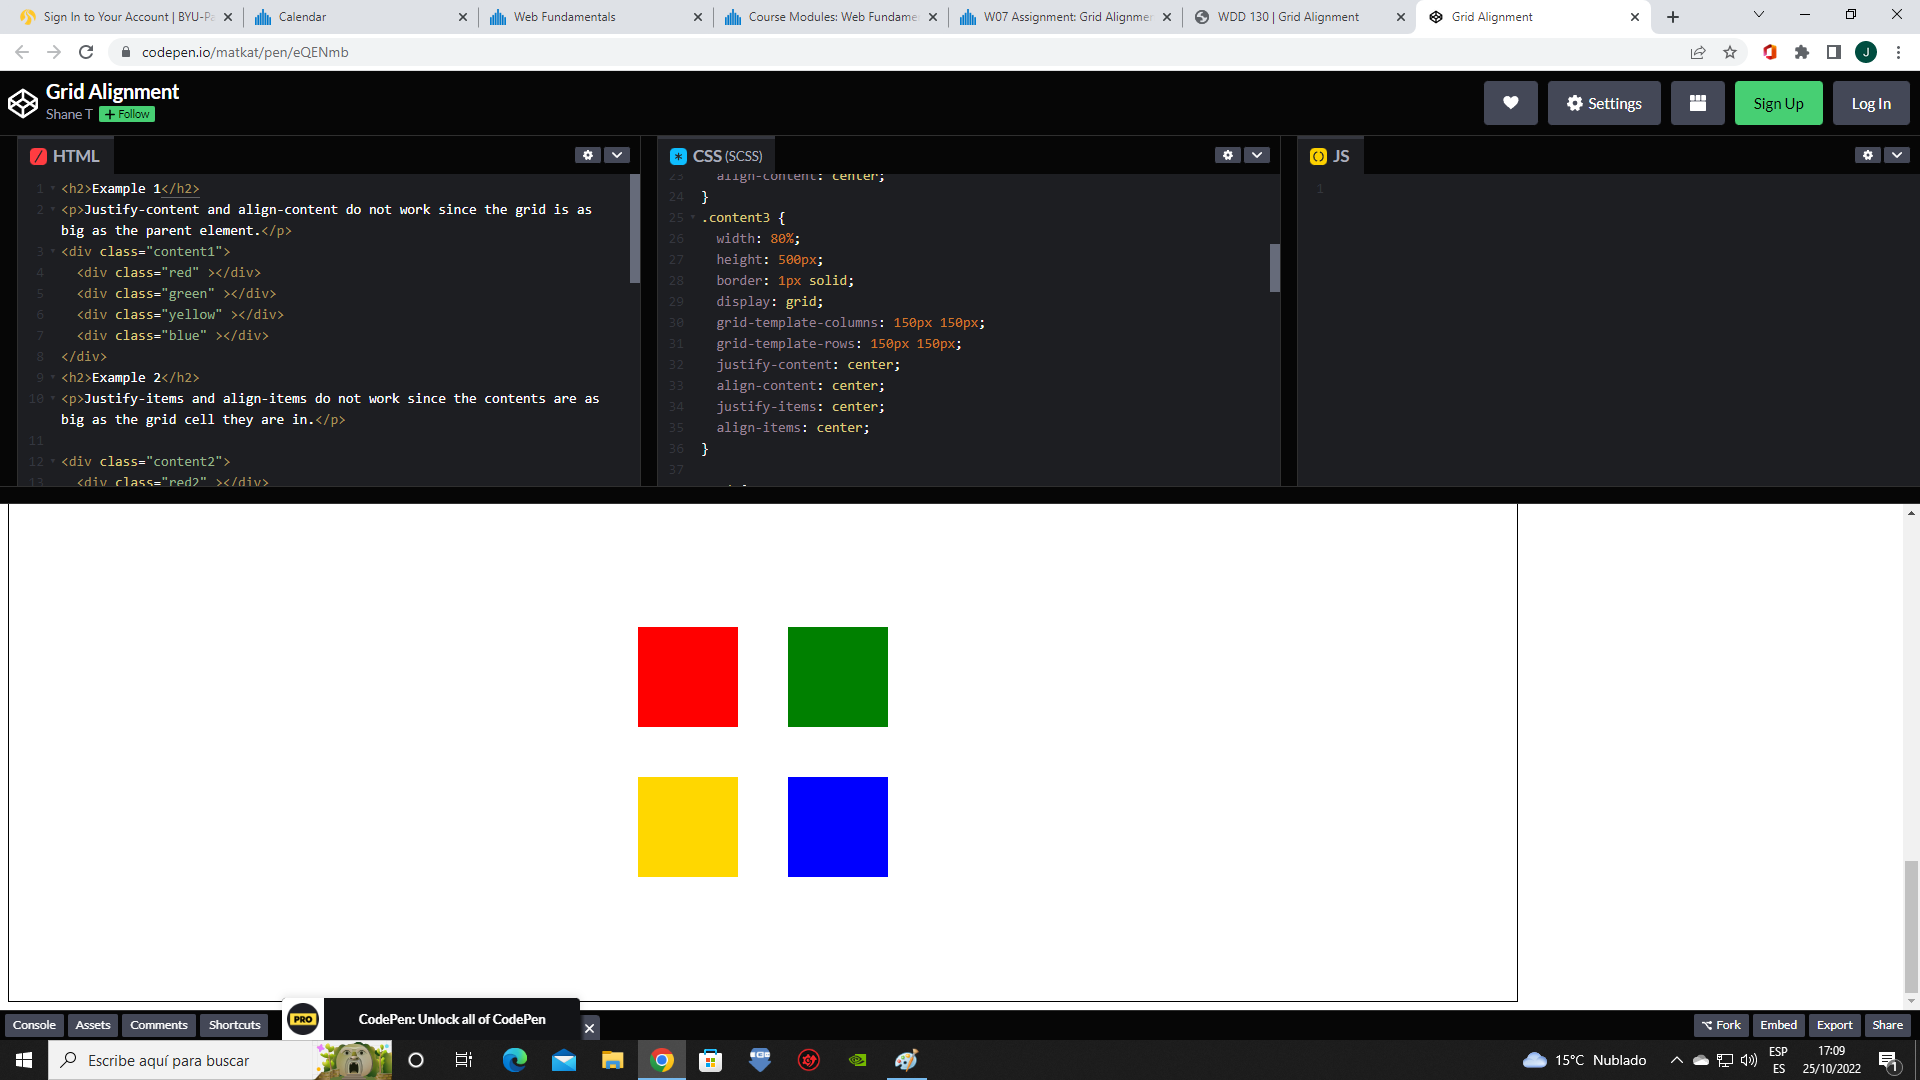 Sign In to Your Account | BYU-Pa
Calendar
Web Fundamentals
Course Modules: Web Fundame
W07 Assignment: Grid Alignmen
WDD 130 | Grid Alignment
Grid Alignment
codepen.io/matkat/pen/eQENmb
J
Grid Alignment
Shane T
+ Follow
Settings
Sign Up
Log In
HTML
1 <h2>Example 1</h2>
2 <p>Justify-content and align-content do not work since the grid is as
big as the parent element.</p>
3 <div class="content1">
4 <div class="red" ></div>
5 <div class="green" ></div>
6 <div class="yellow" ></div>
7 <div class="blue" ></div>
8 </div>
9 <h2>Example 2</h2>
10 <p>Justify-items and align-items do not work since the contents are as
big as the grid cell they are in.</p>
11
12 <div class="content2">
13 <div class="red2" ></div>
CSS (SCSS)
23 align-content: center;
24 }
25 .content3 {
26 width: 80%;
27 height: 500px;
28 border: 1px solid;
29 display: grid;
30 grid-template-columns: 150px 150px;
31 grid-template-rows: 150px 150px;
32 justify-content: center;
33 align-content: center;
34 justify-items: center;
35 align-items: center;
36 }
37
JS
1
Console
Assets
Comments
Shortcuts
PRO
CodePen: Unlock all of CodePen
Fork
Embed
Export
Share
Escribe aquí para buscar
15°C Nublado
ESP
ES
17:09
25/10/2022
1